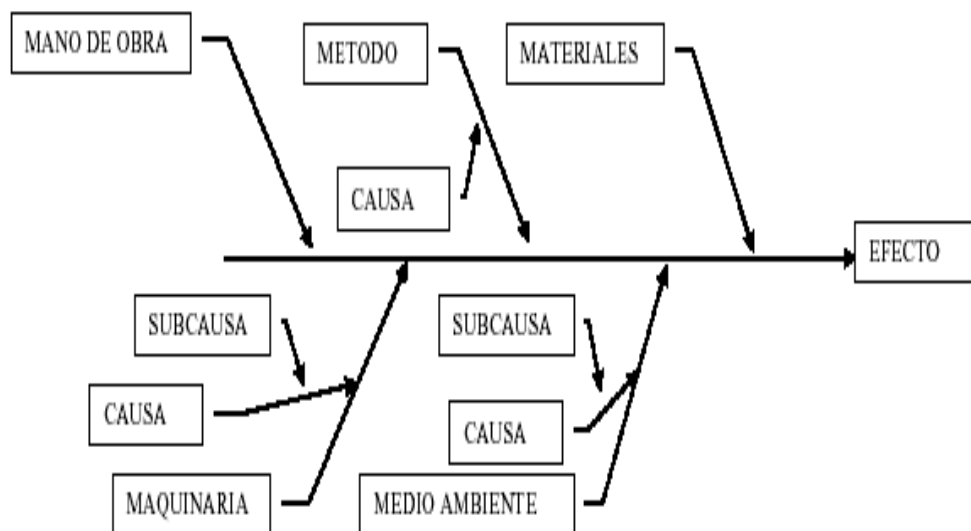 MANO DE OBRA
METODO
MATERIALES
CAUSA
EFECTO
SUBCAUSA
SUBCAUSA
CAUSA
CAUSA
MAQUINARIA
MEDIO AMBIENTE